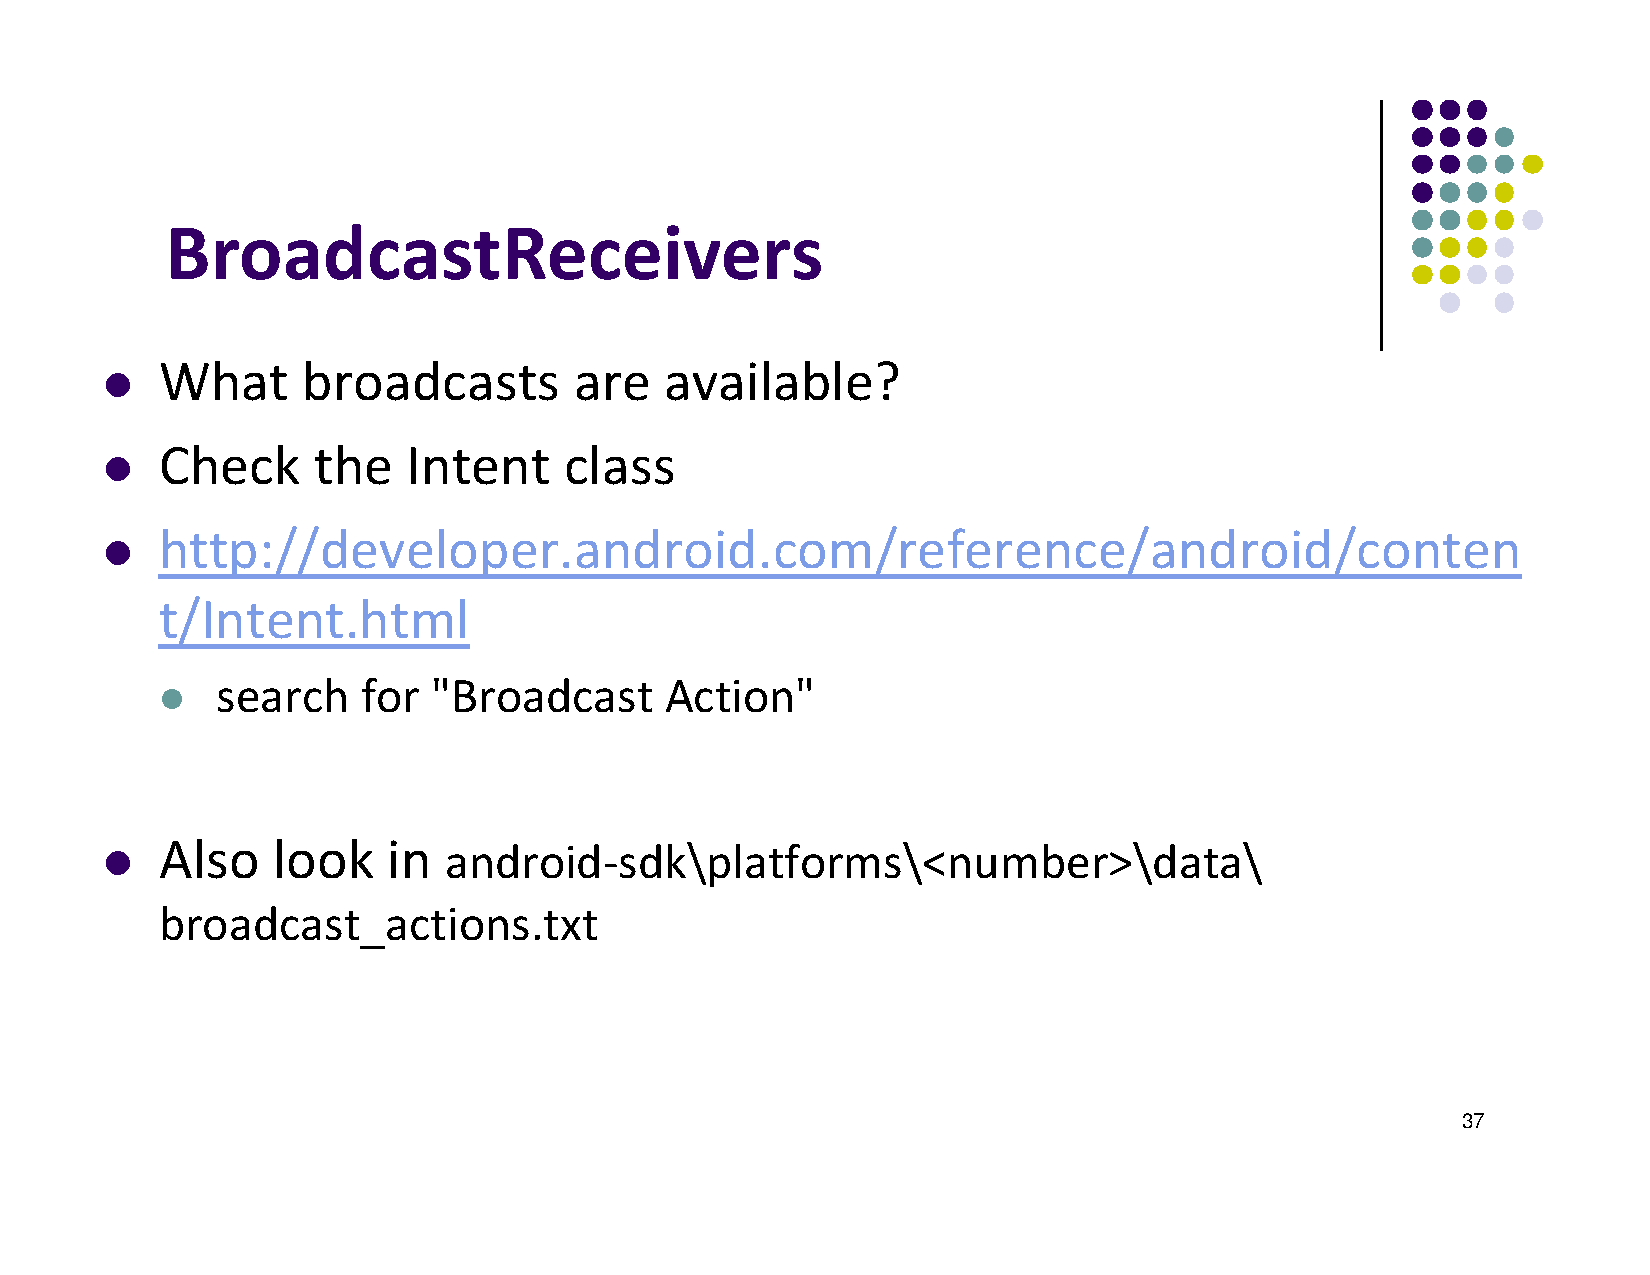 BroadcastReceivers
What broadcasts are available?
Check the Intent class
http://developer.android.com/reference/android/conten
t/Intent.html
search for "Broadcast Action"
Also look in android-sdk\platforms\<number>\data\
broadcast_actions.txt
37